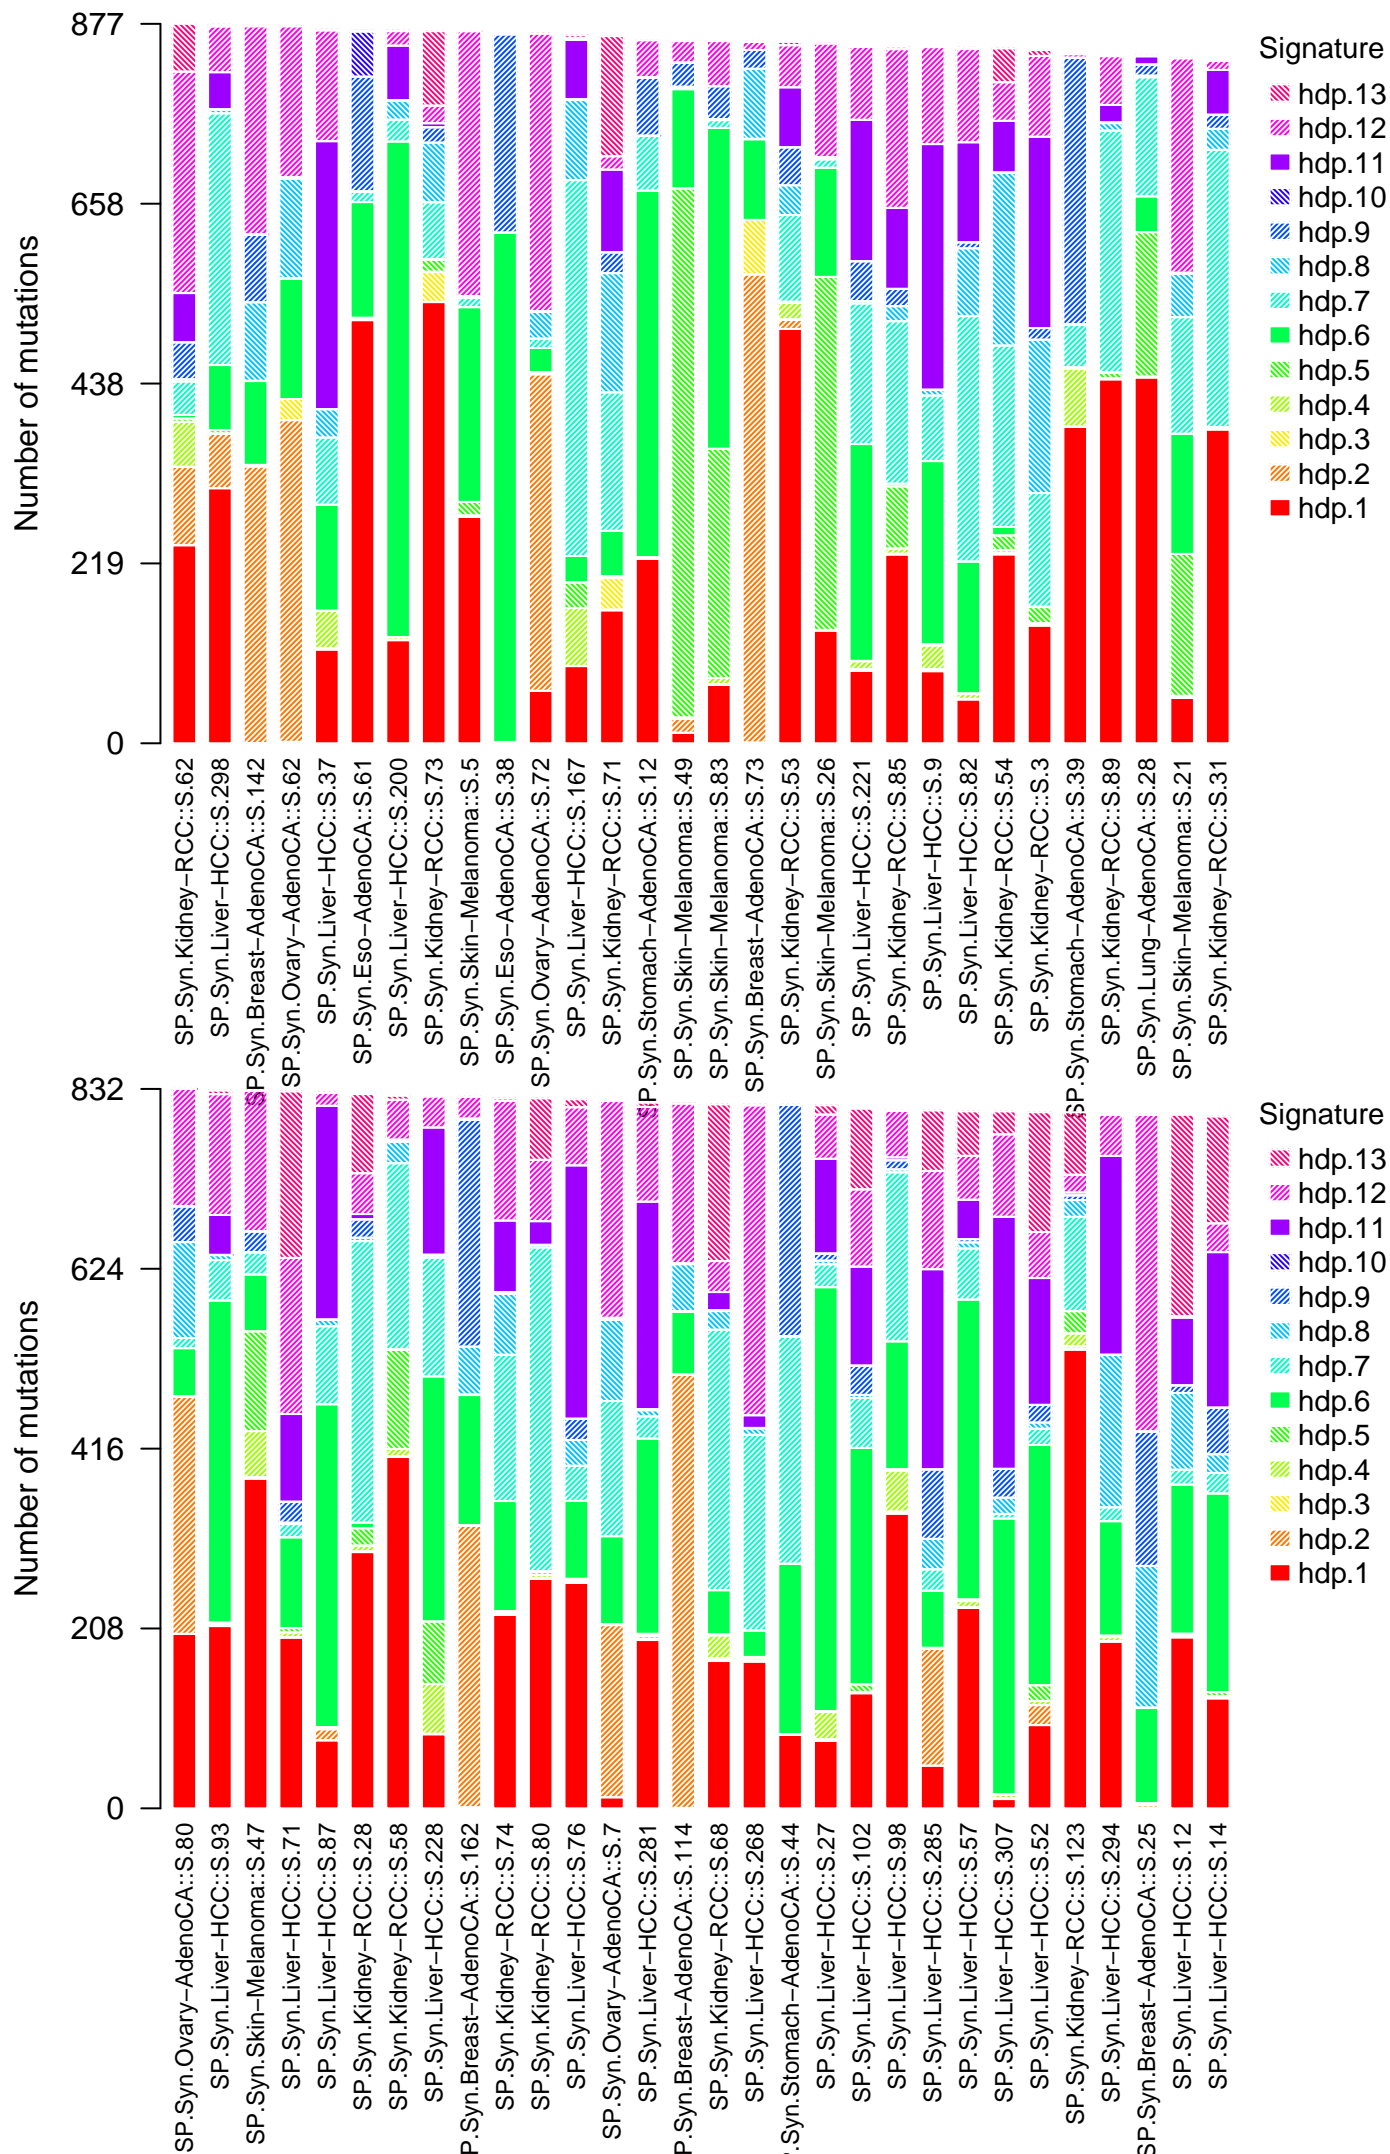 877
658
438
219
0
Number of mutations
Signature
hdp.13
hdp.12
hdp.11
hdp.10
hdp.9
hdp.8
hdp.7
hdp.6
hdp.5
hdp.4
hdp.3
hdp.2
hdp.1
SP.Syn.Kidney−RCC::S.62
SP.Syn.Liver−HCC::S.298
SP.Syn.Breast−AdenoCA::S.142
SP.Syn.Ovary−AdenoCA::S.62
SP.Syn.Liver−HCC::S.37
SP.Syn.Eso−AdenoCA::S.61
SP.Syn.Liver−HCC::S.200
SP.Syn.Kidney−RCC::S.73
SP.Syn.Skin−Melanoma::S.5
SP.Syn.Eso−AdenoCA::S.38
SP.Syn.Ovary−AdenoCA::S.72
SP.Syn.Liver−HCC::S.167
SP.Syn.Kidney−RCC::S.71
SP.Syn.Stomach−AdenoCA::S.12
SP.Syn.Skin−Melanoma::S.49
SP.Syn.Skin−Melanoma::S.83
SP.Syn.Breast−AdenoCA::S.73
SP.Syn.Kidney−RCC::S.53
SP.Syn.Skin−Melanoma::S.26
SP.Syn.Liver−HCC::S.221
SP.Syn.Kidney−RCC::S.85
SP.Syn.Liver−HCC::S.9
SP.Syn.Liver−HCC::S.82
SP.Syn.Kidney−RCC::S.54
SP.Syn.Kidney−RCC::S.3
SP.Syn.Stomach−AdenoCA::S.39
SP.Syn.Kidney−RCC::S.89
SP.Syn.Lung−AdenoCA::S.28
SP.Syn.Skin−Melanoma::S.21
SP.Syn.Kidney−RCC::S.31
832
624
416
208
0
Number of mutations
Signature
hdp.13
hdp.12
hdp.11
hdp.10
hdp.9
hdp.8
hdp.7
hdp.6
hdp.5
hdp.4
hdp.3
hdp.2
hdp.1
SP.Syn.Ovary−AdenoCA::S.80
SP.Syn.Liver−HCC::S.93
SP.Syn.Skin−Melanoma::S.47
SP.Syn.Liver−HCC::S.71
SP.Syn.Liver−HCC::S.87
SP.Syn.Kidney−RCC::S.28
SP.Syn.Kidney−RCC::S.58
SP.Syn.Liver−HCC::S.228
P.Syn.Breast−AdenoCA::S.162
SP.Syn.Kidney−RCC::S.74
SP.Syn.Kidney−RCC::S.80
SP.Syn.Liver−HCC::S.76
SP.Syn.Ovary−AdenoCA::S.7
SP.Syn.Liver−HCC::S.281
P.Syn.Breast−AdenoCA::S.114
SP.Syn.Kidney−RCC::S.68
SP.Syn.Liver−HCC::S.268
.Syn.Stomach−AdenoCA::S.44
SP.Syn.Liver−HCC::S.27
SP.Syn.Liver−HCC::S.102
SP.Syn.Liver−HCC::S.98
SP.Syn.Liver−HCC::S.285
SP.Syn.Liver−HCC::S.57
SP.Syn.Liver−HCC::S.307
SP.Syn.Liver−HCC::S.52
SP.Syn.Kidney−RCC::S.123
SP.Syn.Liver−HCC::S.294
SP.Syn.Breast−AdenoCA::S.25
SP.Syn.Liver−HCC::S.12
SP.Syn.Liver−HCC::S.14